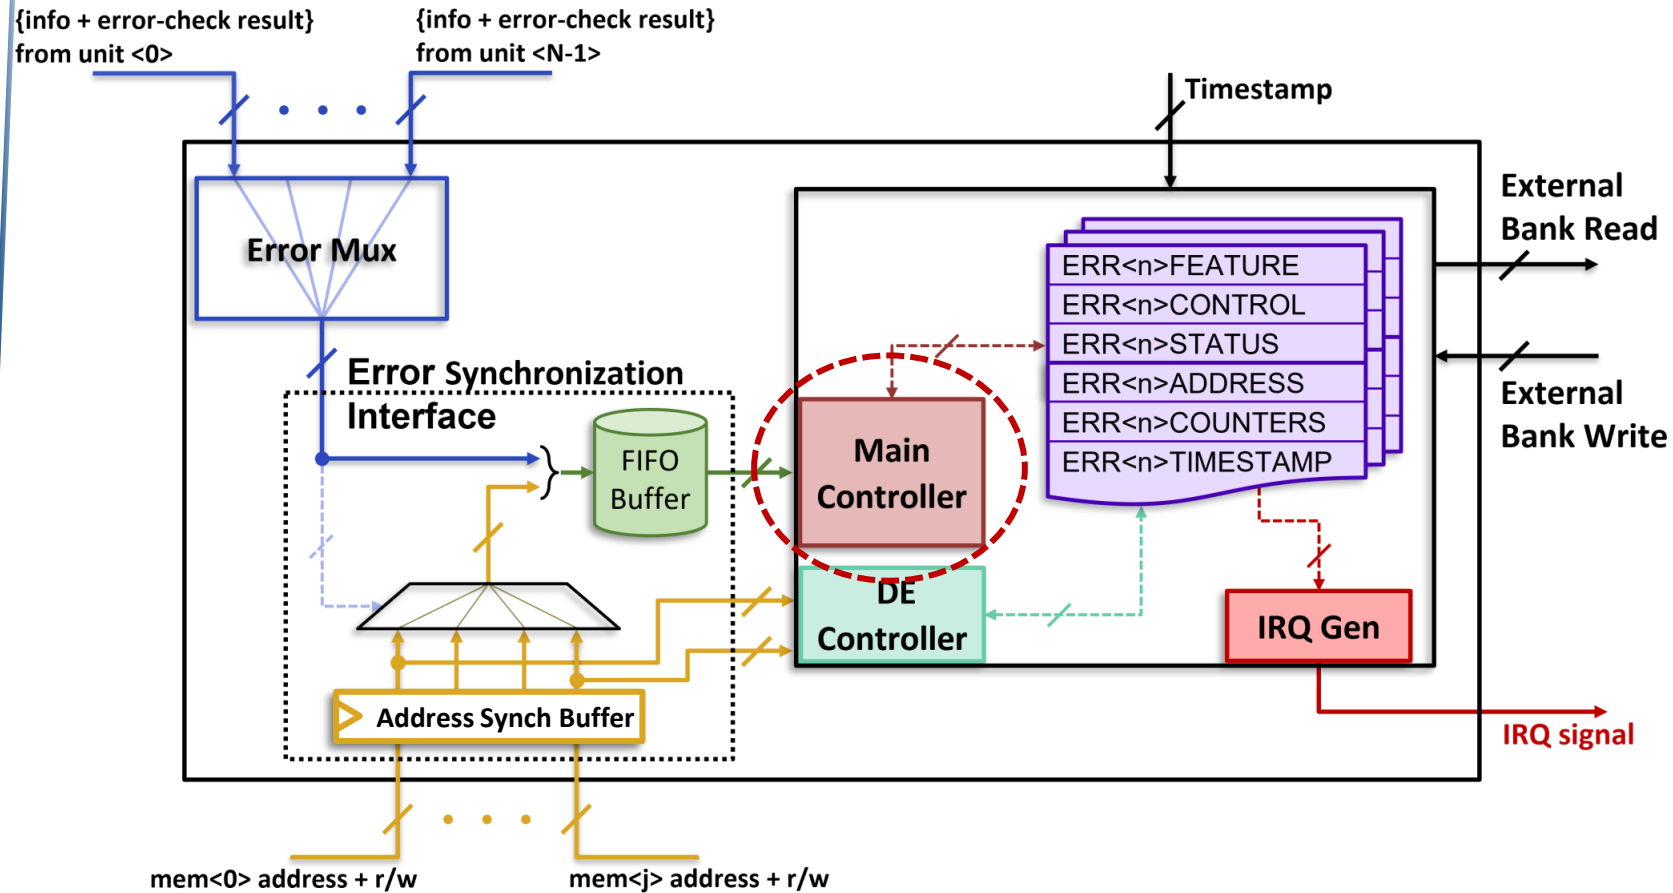 {info + error-check result}
from unit <0>
{info + error-check result}
from unit <N-1>
Timestamp
External
Bank Read
Error Mux
ERR<n>FEATURE
ERR<n>CONTROL
ERR<n>STATUS
ERR<n>ADDRESS
ERR<n>COUNTERS
ERR<n>TIMESTAMP
External
Bank Write
Error Synchronization
Interface
FIFO
Buffer
Main
Controller
DE
Controller
IRQ Gen
Address Synch Buffer
IRQ signal
mem<0> address + r/w
mem<j> address + r/w